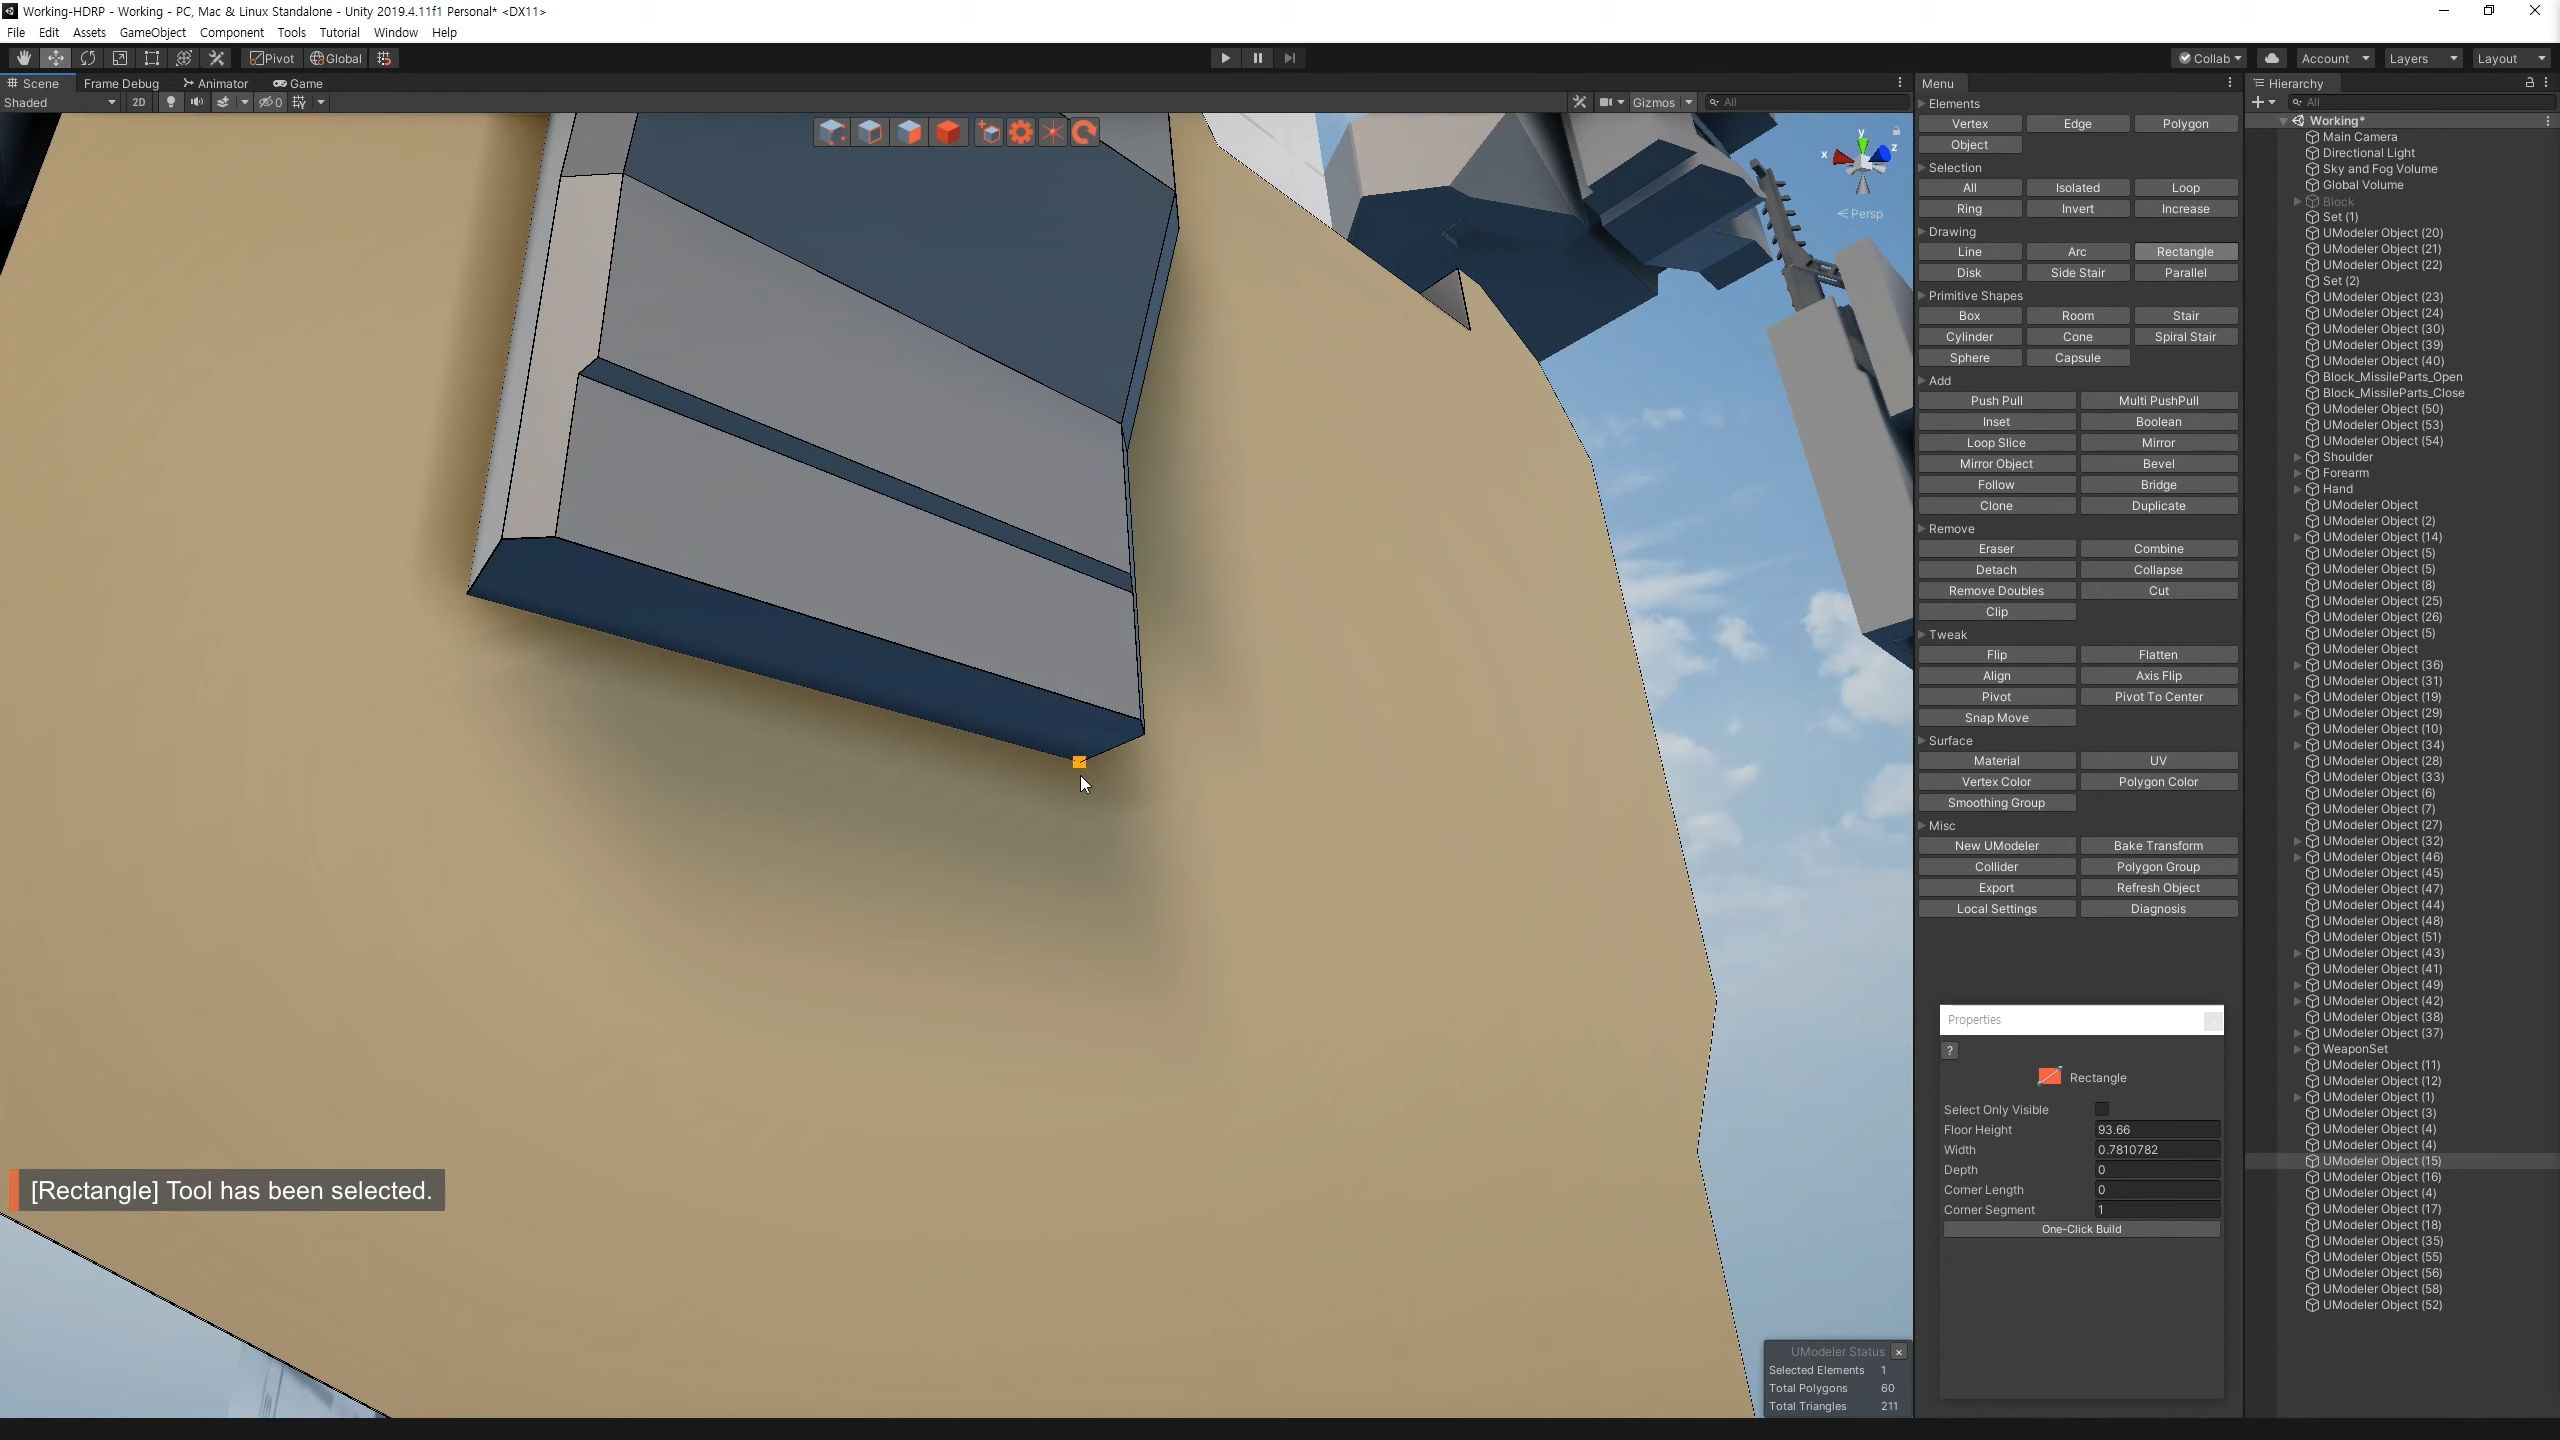 Working-HDRP - Working - PC, Mac & Linux Standalone - Unity 2019.4.11f1 Personal* <DX11>
File Edit Assets GameObject Component Tools Tutorial Window Help
Pivot Global Collab Account Layers Layout
Scene Frame Debug Animator Game
Shaded 2D 0 Gizmos All
y
x z
Persp
[Rectangle] Tool has been selected.
UModeler Status
Selected Elements 1
Total Polygons 60
Total Triangles 211
Menu
Elements
Vertex Edge Polygon
Object
Selection
All Isolated Loop
Ring Invert Increase
Drawing
Line Arc Rectangle
Disk Side Stair Parallel
Primitive Shapes
Box Room Stair
Cylinder Cone Spiral Stair
Sphere Capsule
Add
Push Pull Multi PushPull
Inset Boolean
Loop Slice Mirror
Mirror Object Bevel
Follow Bridge
Clone Duplicate
Remove
Eraser Combine
Detach Collapse
Remove Doubles Cut
Clip
Tweak
Flip Flatten
Align Axis Flip
Pivot Pivot To Center
Snap Move
Surface
Material UV
Vertex Color Polygon Color
Smoothing Group
Misc
New UModeler Bake Transform
Collider Polygon Group
Export Refresh Object
Local Settings Diagnosis
Properties
?
Rectangle
Select Only Visible
Floor Height 93.66
Width 0.7810782
Depth 0
Corner Length 0
Corner Segment 1
One-Click Build
Hierarchy
All
Working*
Main Camera
Directional Light
Sky and Fog Volume
Global Volume
Block
Set (1)
UModeler Object (20)
UModeler Object (21)
UModeler Object (22)
Set (2)
UModeler Object (23)
UModeler Object (24)
UModeler Object (30)
UModeler Object (39)
UModeler Object (40)
Block_MissileParts_Open
Block_MissileParts_Close
UModeler Object (50)
UModeler Object (53)
UModeler Object (54)
Shoulder
Forearm
Hand
UModeler Object
UModeler Object (2)
UModeler Object (14)
UModeler Object (5)
UModeler Object (5)
UModeler Object (8)
UModeler Object (25)
UModeler Object (26)
UModeler Object (5)
UModeler Object
UModeler Object (36)
UModeler Object (31)
UModeler Object (19)
UModeler Object (29)
UModeler Object (10)
UModeler Object (34)
UModeler Object (28)
UModeler Object (33)
UModeler Object (6)
UModeler Object (7)
UModeler Object (27)
UModeler Object (32)
UModeler Object (46)
UModeler Object (45)
UModeler Object (47)
UModeler Object (44)
UModeler Object (48)
UModeler Object (51)
UModeler Object (43)
UModeler Object (41)
UModeler Object (49)
UModeler Object (42)
UModeler Object (38)
UModeler Object (37)
WeaponSet
UModeler Object (11)
UModeler Object (12)
UModeler Object (1)
UModeler Object (3)
UModeler Object (4)
UModeler Object (4)
UModeler Object (15)
UModeler Object (16)
UModeler Object (4)
UModeler Object (17)
UModeler Object (18)
UModeler Object (35)
UModeler Object (55)
UModeler Object (56)
UModeler Object (58)
UModeler Object (52)